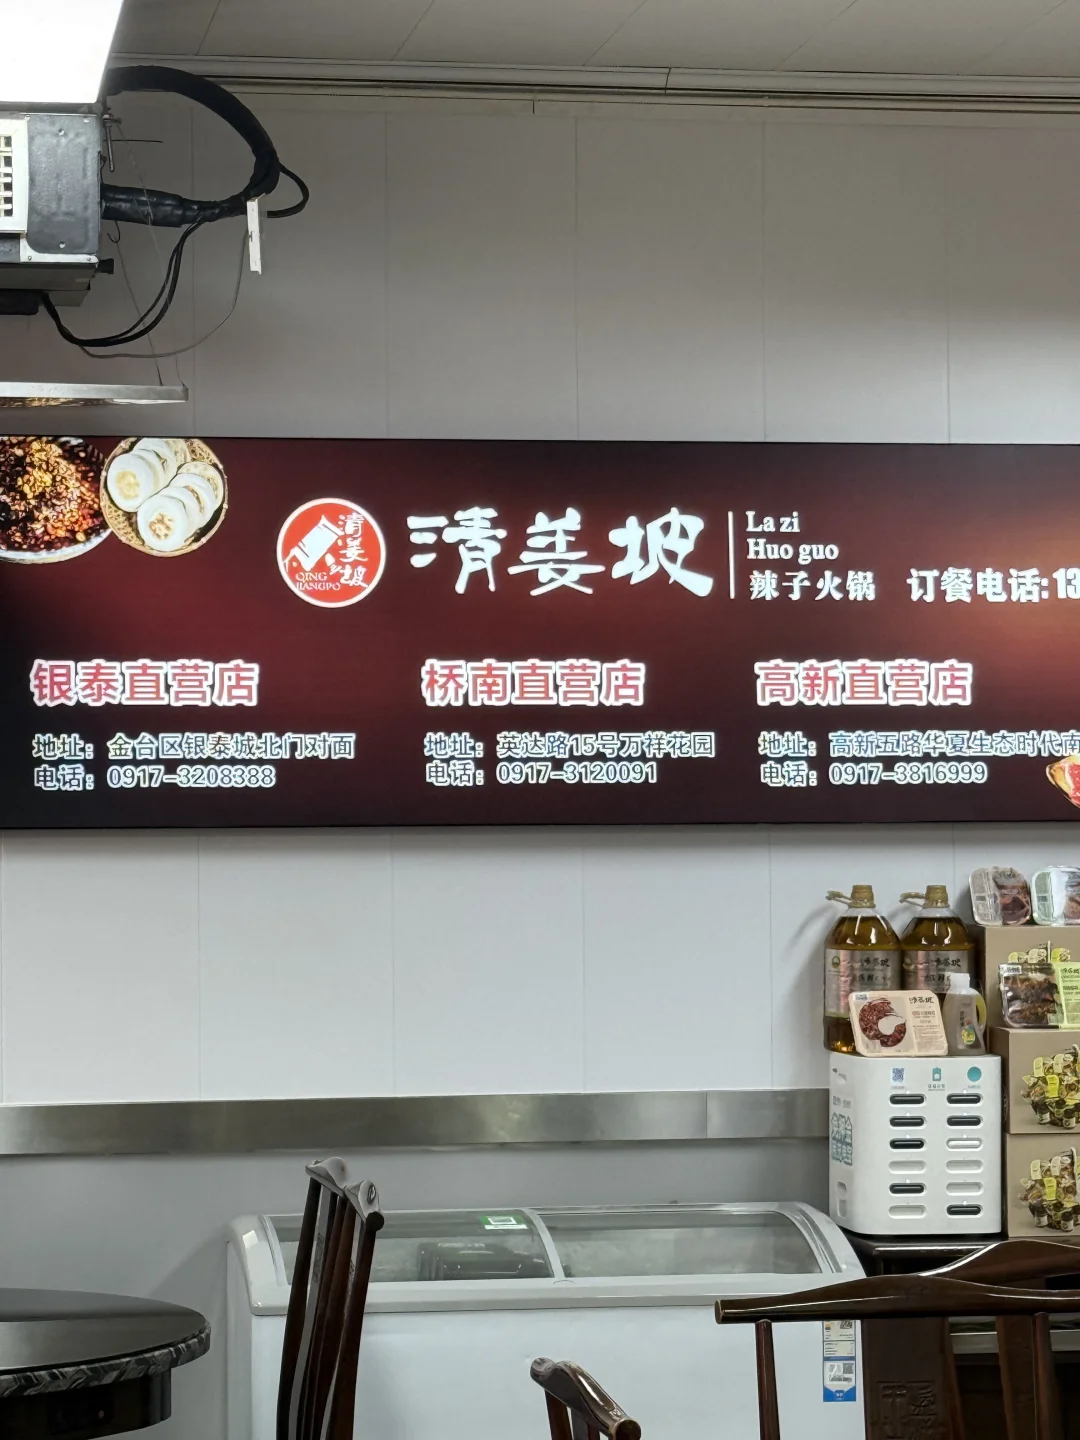 清姜坡
QING
JIANGPO
清姜坡
La zi
Huo guo
辣子火锅
订餐电话:13
银泰直营店
地址：金台区银泰城北门对面
电话：0917-3208388
桥南直营店
地址：英达路15号万祥花园
电话：0917-3120091
高新直营店
地址：高新五路华夏生态时代南
电话：0917-3816999
清姜坡